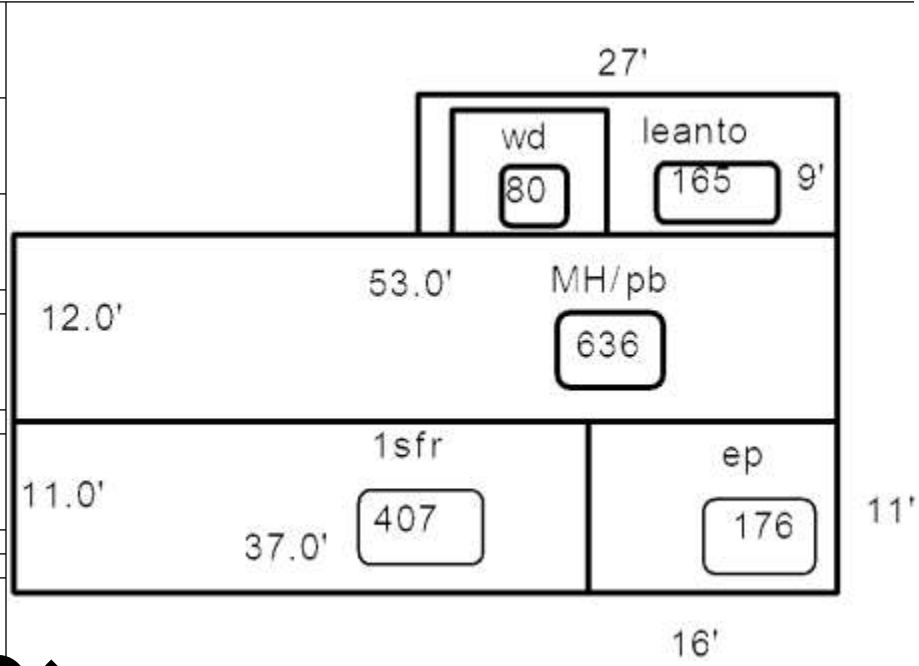 27'
wd
leanto
80
165
9'
53.0'
MH/pb
12.0'
636
1sfr
ep
11.0'
407
176
11'
37.0'
16'